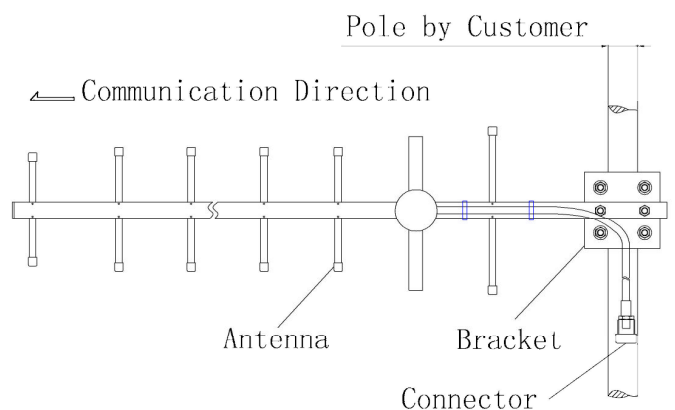 Pole by Customer
Communication Direction
Antenna
Bracket
Connector